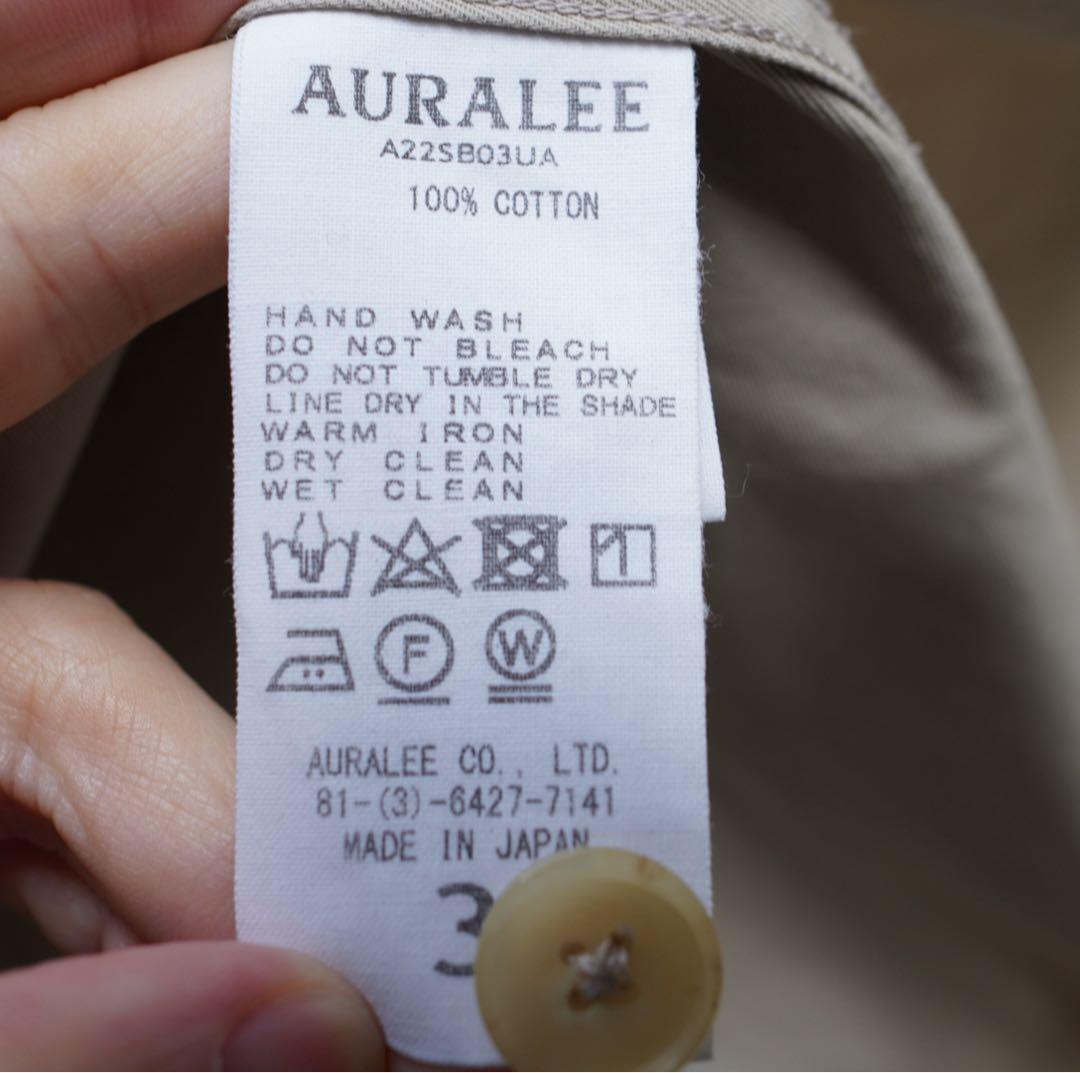 AURALEE
A22SB03UA
100% COTTON
HAND WASH
DO NOT BLEACH
DO NOT TUMBLE DRY
LINE DRY IN THE SHADE
WARM IRON
DRY CLEAN
WET CLEAN
F W
AURALEE CO., LTD.
81-(3)-6427-7141
MADE IN JAPAN
3